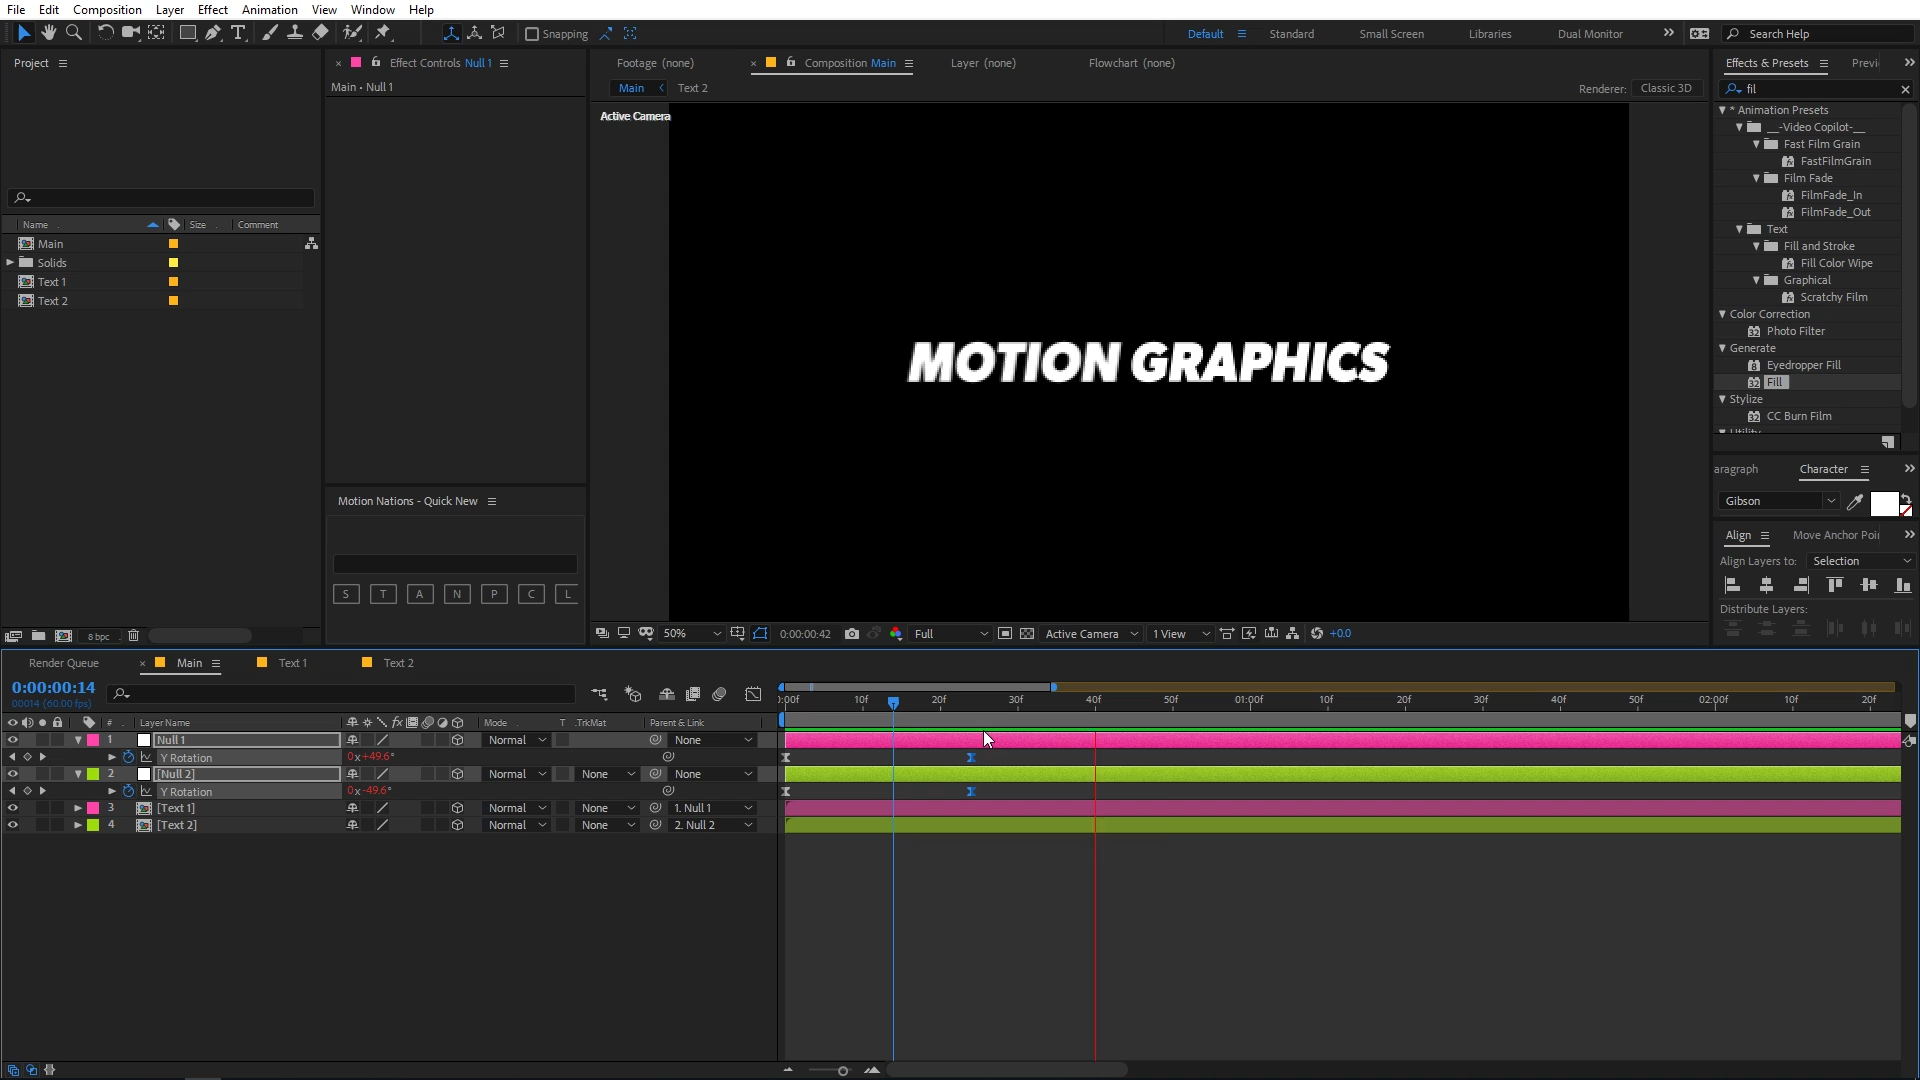 File Edit Composition Layer Effect Animation View Window Help
Snapping
Default Standard Small Screen Libraries Dual Monitor
Search Help
Project
Effect Controls Null 1
Main • Null 1
Footage (none)
Composition Main
Layer (none)
Flowchart (none)
Main Text 2
Renderer: Classic 3D
Active Camera
MOTION GRAPHICS
Name Size Comment
Main
Solids
Text 1
Text 2
8 bpc
Motion Nations - Quick New
S T A N P C L
50% 0:00:00:42 Full Active Camera 1 View +0.0
Effects & Presets
fil
* Animation Presets
__-Video Copilot-__
Fast Film Grain
FastFilmGrain
Film Fade
FilmFade_In
FilmFade_Out
Text
Fill and Stroke
Fill Color Wipe
Graphical
Scratchy Film
Color Correction
Photo Filter
Generate
Eyedropper Fill
Fill
Stylize
CC Burn Film
Utility
aragraph Character
Gibson
Align Move Anchor Poi
Align Layers to: Selection
Distribute Layers:
Render Queue Main Text 1 Text 2
0:00:00:14
00014 (60.00 fps)
:00f 10f 20f 30f 40f 50f 01:00f 10f 20f 30f 40f 50f 02:00f 10f 20f
# Layer Name Mode T .TrkMat Parent & Link
1 Null 1 Normal None
Y Rotation 0x+49.6°
2 [Null 2] Normal None None
Y Rotation 0x-49.6°
3 [Text 1] Normal None 1. Null 1
4 [Text 2] Normal None 2. Null 2